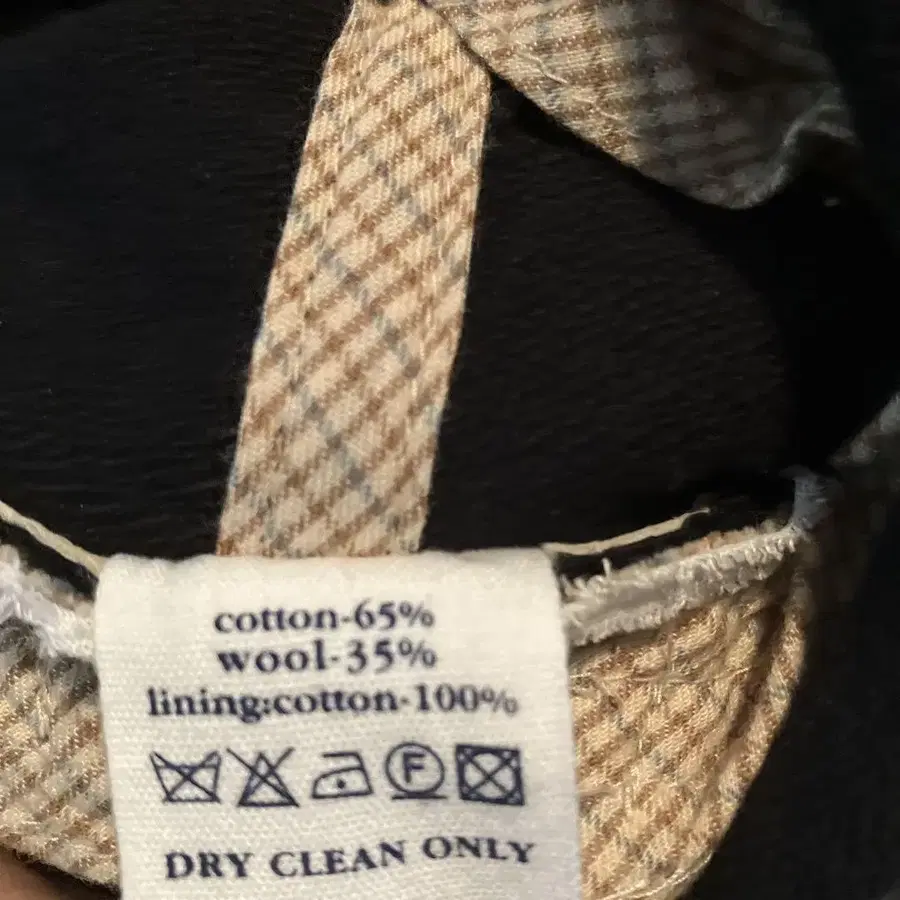 cotton-65%
wool-35%
lining:cotton-100%
F
DRY CLEAN ONLY